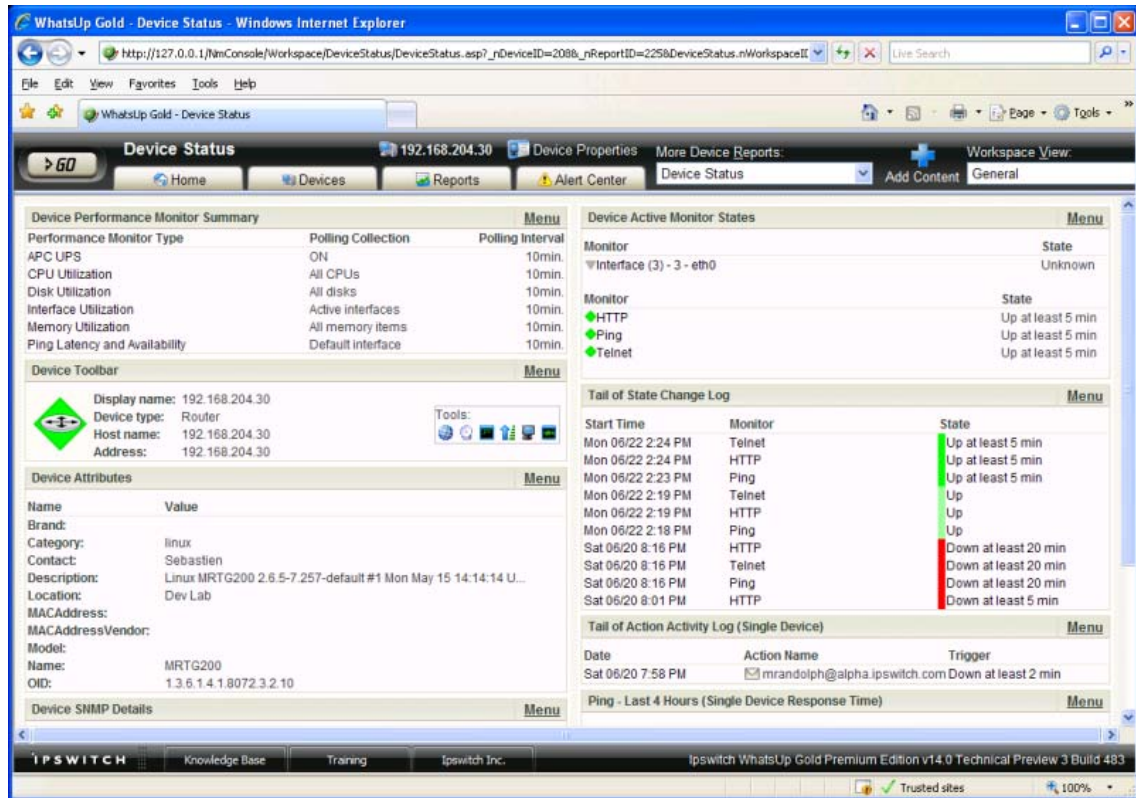 WhatsUp Gold - Device Status - Windows Internet Explorer
http://127.0.0.1/NmConsole/Workspace/DeviceStatus/DeviceStatus.asp?_nDeviceID=208&_nReportID=225&DeviceStatus.nWorkspaceIC
Live Search
File Edit View Favorites Tools Help
WhatsUp Gold - Device Status
Page Tools
>GO
Device Status
192.168.204.30
Device Properties
More Device Reports:
Device Status
Add Content
Workspace View:
General
Home
Devices
Reports
Alert Center
Device Performance Monitor Summary Menu
Performance Monitor Type Polling Collection Polling Interval
APC UPS ON 10min.
CPU Utilization All CPUs 10min.
Disk Utilization All disks 10min.
Interface Utilization Active interfaces 10min.
Memory Utilization All memory items 10min.
Ping Latency and Availability Default interface 10min.
Device Toolbar Menu
Display name: 192.168.204.30
Device type: Router
Host name: 192.168.204.30
Address: 192.168.204.30
Tools:
Device Attributes Menu
Name Value
Brand:
Category: linux
Contact: Sebastien
Description: Linux MRTG200 2.6.5-7.257-default #1 Mon May 15 14:14:14 U...
Location: Dev Lab
MACAddress:
MACAddressVendor:
Model:
Name: MRTG200
OID: 1.3.6.1.4.1.8072.3.2.10
Device SNMP Details Menu
Device Active Monitor States Menu
Monitor State
Interface (3) - 3 - eth0 Unknown
Monitor State
HTTP Up at least 5 min
Ping Up at least 5 min
Telnet Up at least 5 min
Tail of State Change Log Menu
Start Time Monitor State
Mon 06/22 2:24 PM Telnet Up at least 5 min
Mon 06/22 2:24 PM HTTP Up at least 5 min
Mon 06/22 2:23 PM Ping Up at least 5 min
Mon 06/22 2:19 PM Telnet Up
Mon 06/22 2:19 PM HTTP Up
Mon 06/22 2:18 PM Ping Up
Sat 06/20 8:16 PM HTTP Down at least 20 min
Sat 06/20 8:16 PM Telnet Down at least 20 min
Sat 06/20 8:16 PM Ping Down at least 20 min
Sat 06/20 8:01 PM HTTP Down at least 5 min
Tail of Action Activity Log (Single Device) Menu
Date Action Name Trigger
Sat 06/20 7:58 PM mrandolph@alpha.ipswitch.com Down at least 2 min
Ping - Last 4 Hours (Single Device Response Time) Menu
IPSWITCH
Knowledge Base
Training
Ipswitch Inc.
Ipswitch WhatsUp Gold Premium Edition v14.0 Technical Preview 3 Build 483
Trusted sites
100%